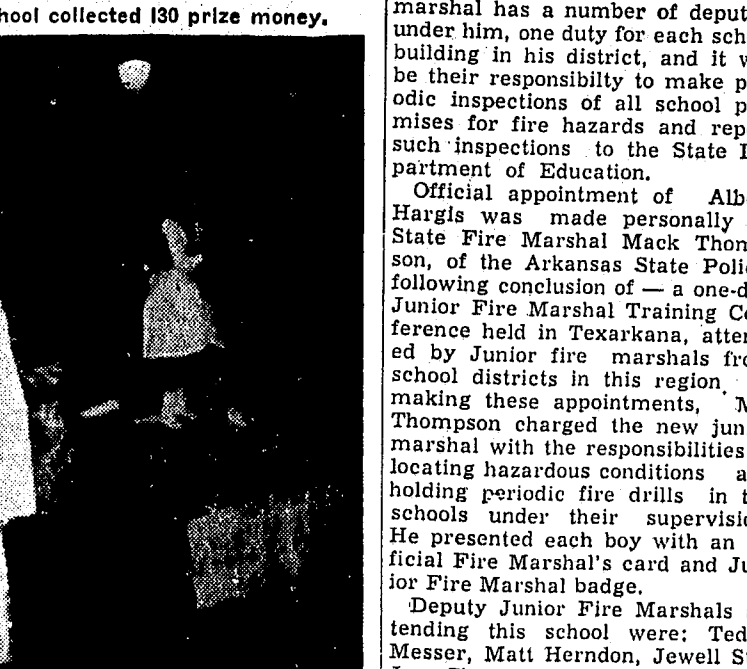 hool collected 130 prize money.
marshal has a number of deput
under him, one duty for each sch
building in his district, and it w
be their responsibilty to make p
odic inspections of all school p
mises for fire hazards and rep
such inspections to the State D
partment of Education.
Official appointment of Alb
Hargis was made personally
State Fire Marshal Mack Thom
son, of the Arkansas State Polic
following conclusion of — a one-d
Junior Fire Marshal Training Co
ference held in Texarkana, atten
ed by Junior fire marshals fro
school districts in this region.
making these appointments, M
Thompson charged the new jun
marshal with the responsibilities
locating hazardous conditions a
holding periodic fire drills in t
schools under their supervisio
He presented each boy with an
ficial Fire Marshal's card and Ju
ior Fire Marshal badge.
Deputy Junior Fire Marshals
tending this school were: Ted
Messer, Matt Herndon, Jewell S